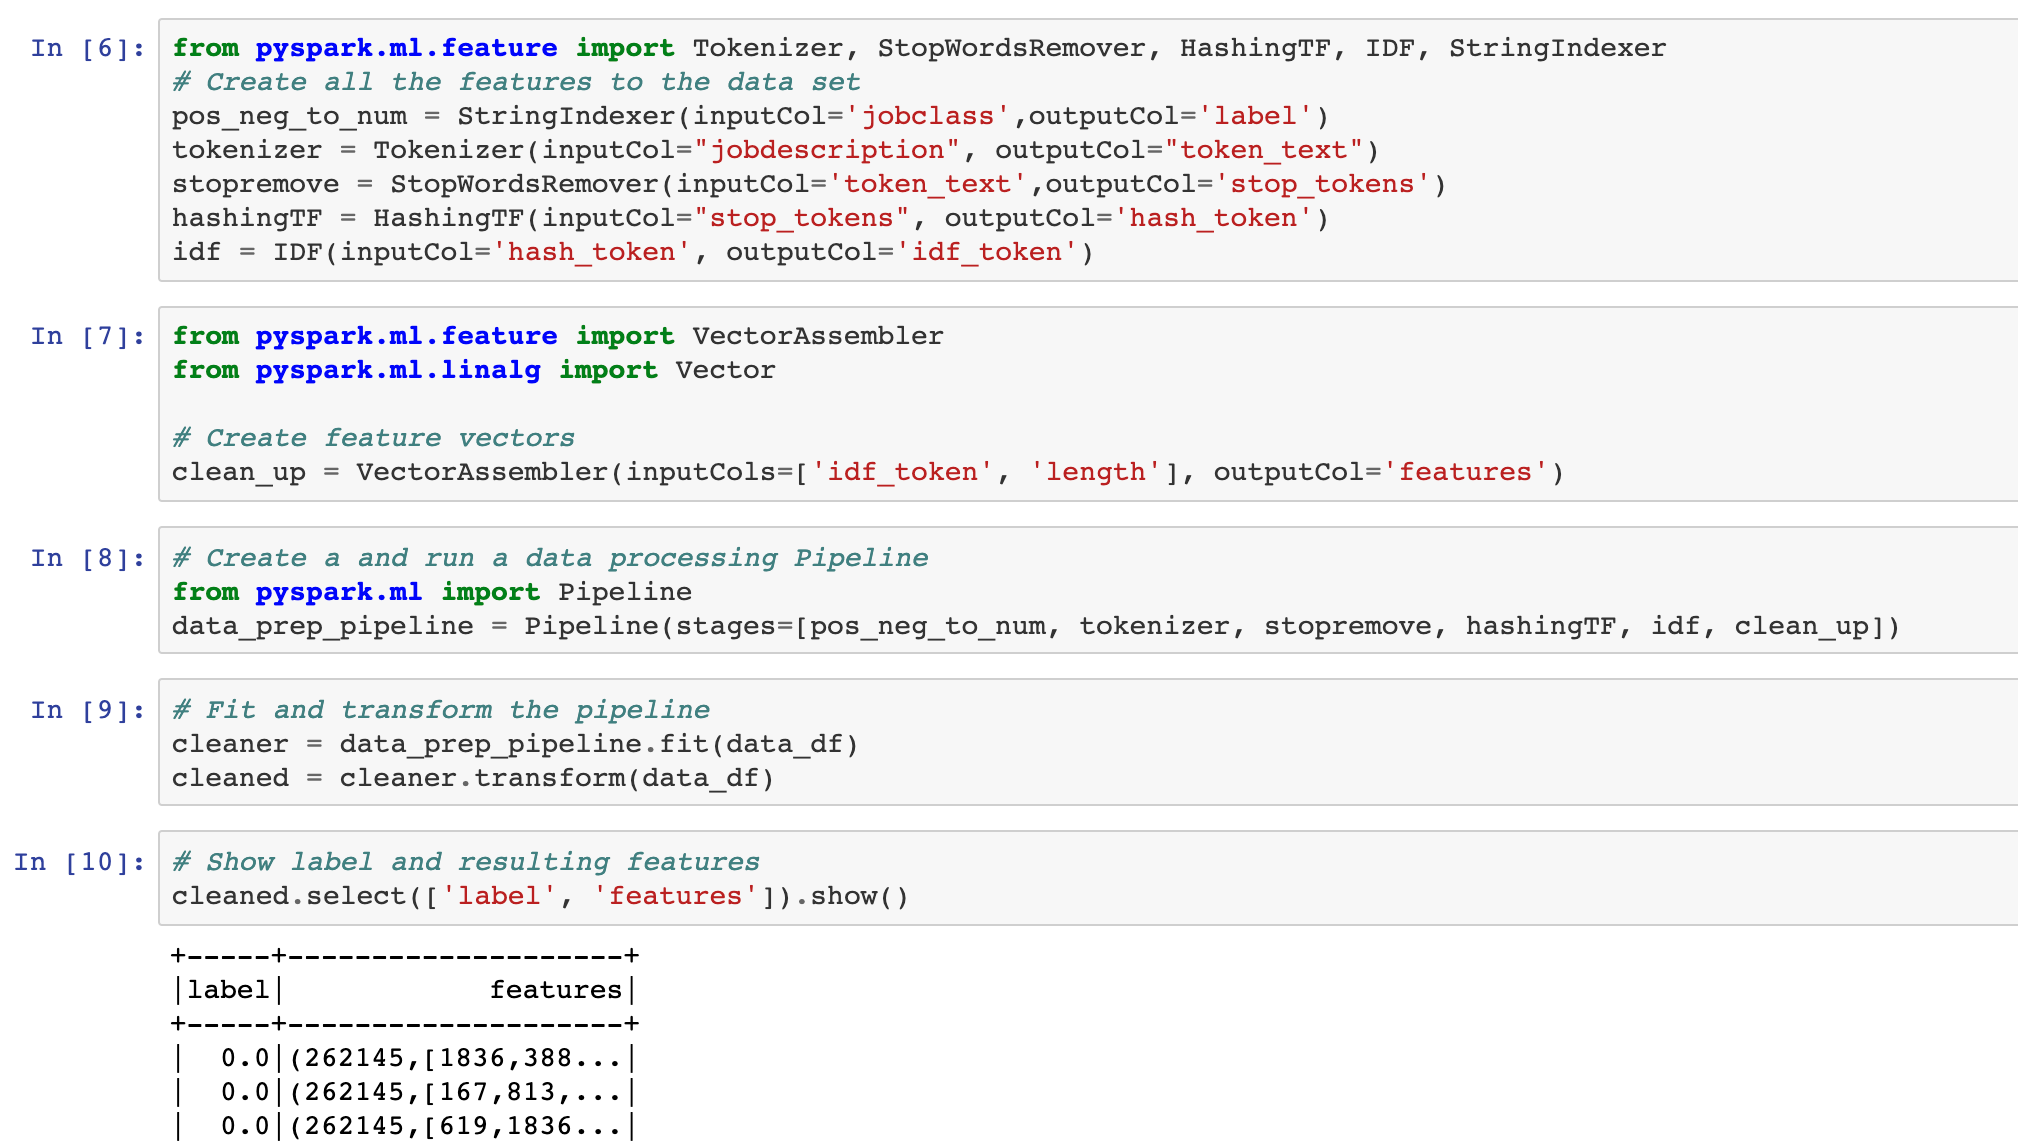 In [6]: from pyspark.ml.feature import Tokenizer, StopWordsRemover, HashingTF, IDF, StringIndexer
# Create all the features to the data set
pos_neg_to_num = StringIndexer(inputCol='jobclass',outputCol='label')
tokenizer = Tokenizer(inputCol="jobdescription", outputCol="token_text")
stopremove = StopWordsRemover(inputCol='token_text',outputCol='stop_tokens')
hashingTF = HashingTF(inputCol="stop_tokens", outputCol='hash_token')
idf = IDF(inputCol='hash_token', outputCol='idf_token')
In [7]: from pyspark.ml.feature import VectorAssembler
from pyspark.ml.linalg import Vector
# Create feature vectors
clean_up = VectorAssembler(inputCols=['idf_token', 'length'], outputCol='features')
In [8]: # Create a and run a data processing Pipeline
from pyspark.ml import Pipeline
data_prep_pipeline = Pipeline(stages=[pos_neg_to_num, tokenizer, stopremove, hashingTF, idf, clean_up])
In [9]: # Fit and transform the pipeline
cleaner = data_prep_pipeline.fit(data_df)
cleaned = cleaner.transform(data_df)
In [10]: # Show label and resulting features
cleaned.select(['label', 'features']).show()
+-----+--------------------+
|label|            features|
+-----+--------------------+
|  0.0|(262145,[1836,388...|
|  0.0|(262145,[167,813,...|
|  0.0|(262145,[619,1836...|